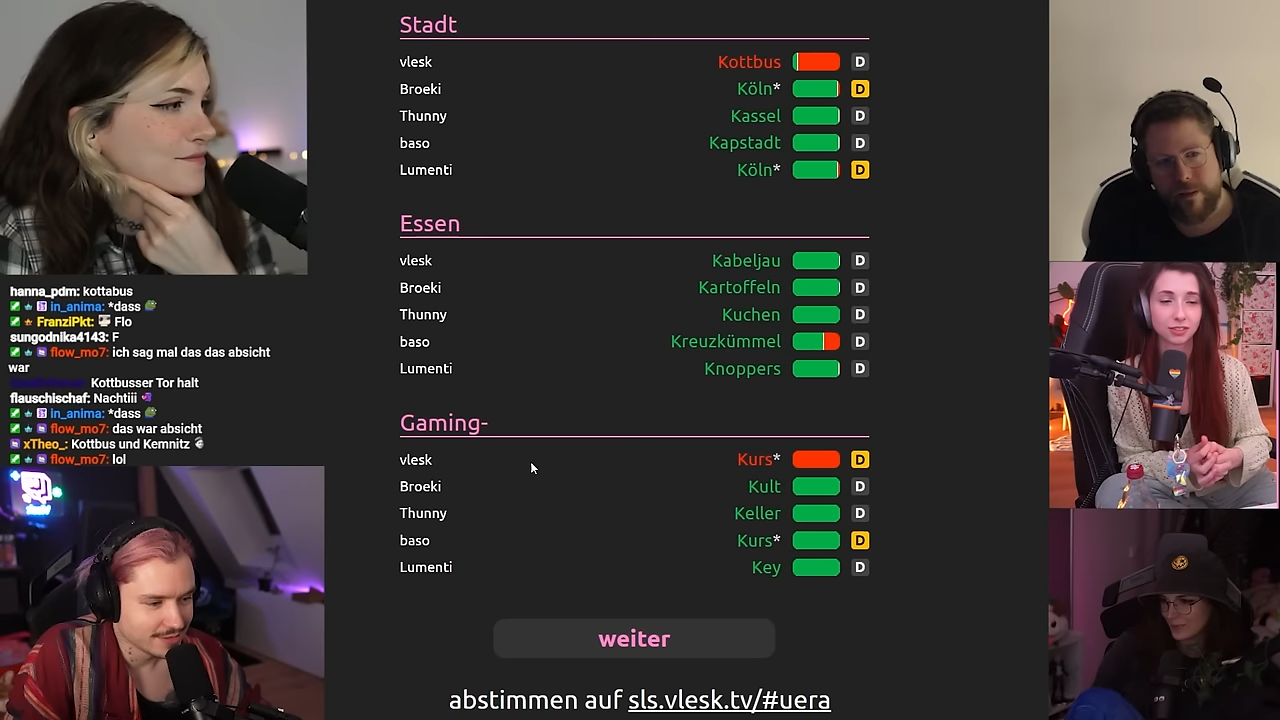 Stadt
vlesk Kottbus D
Broeki Köln* D
Thunny Kassel D
baso Kapstadt D
Lumenti Köln* D
Essen
vlesk Kabeljau D
Broeki Kartoffeln D
Thunny Kuchen D
baso Kreuzkümmel D
Lumenti Knoppers D
Gaming-
vlesk Kurs* D
Broeki Kult D
Thunny Keller D
baso Kurs* D
Lumenti Key D
weiter
abstimmen auf sls.vlesk.tv/#uera
hanna_pdm: kottabus
in_anima: *dass
FranziPkt: Flo
sungodnika4143: F
flow_mo7: ich sag mal das das absicht
war
Kottbusser Tor halt
flauschischaf: Nachtiii
in_anima: *dass
flow_mo7: das war absicht
xTheo_: Kottbus und Kemnitz
flow_mo7: lol